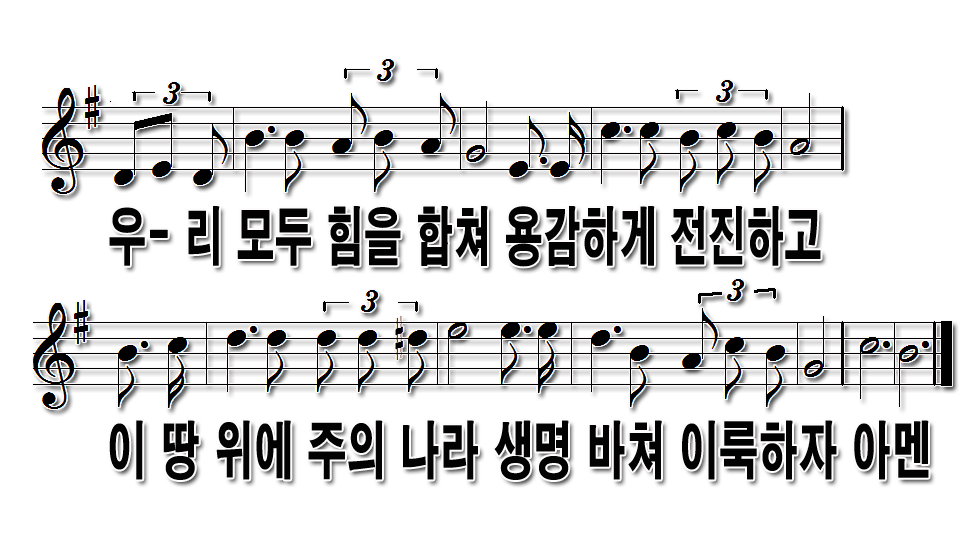 3 3 3
우- 리 모두 힘을 합쳐 용감하게 전진하고
3 3
이 땅 위에 주의 나라 생명 바쳐 이룩하자 아멘